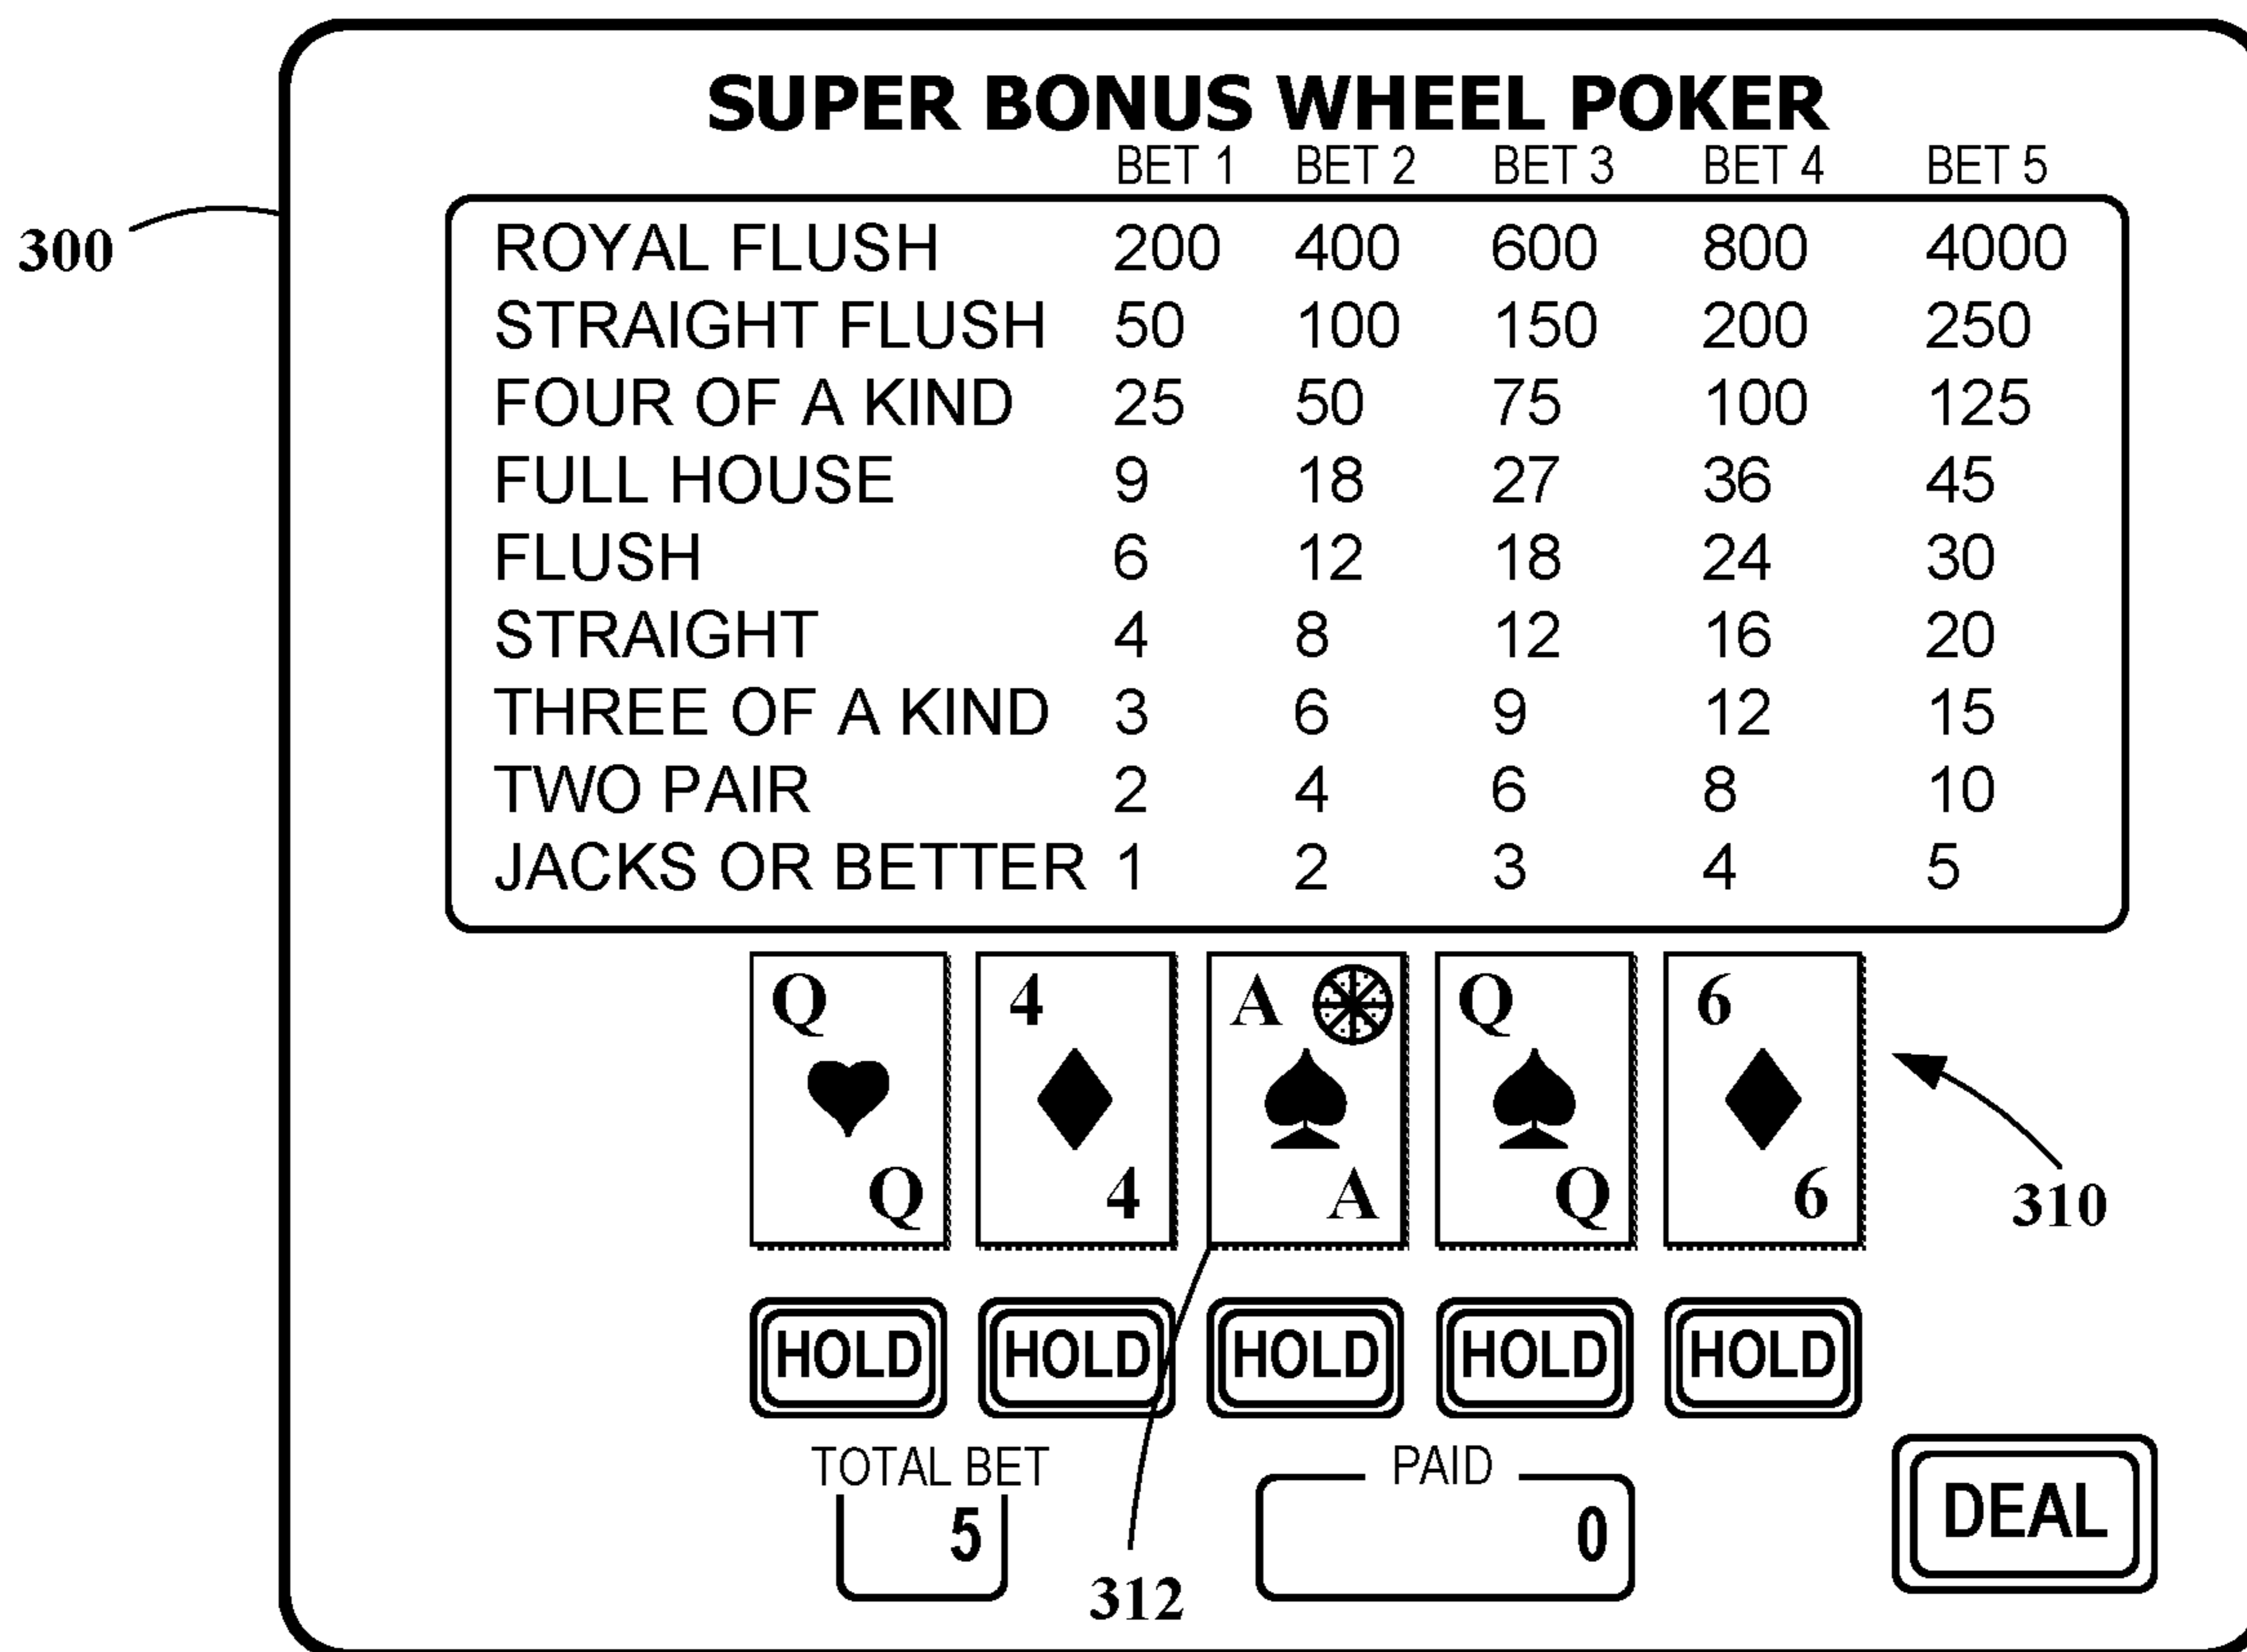 SUPER BONUS WHEEL POKER
BET 1 BET 2 BET 3 BET 4 BET 5
300
ROYAL FLUSH 200 400 600 800 4000
STRAIGHT FLUSH 50 100 150 200 250
FOUR OF A KIND 25 50 75 100 125
FULL HOUSE 9 18 27 36 45
FLUSH 6 12 18 24 30
STRAIGHT 4 8 12 16 20
THREE OF A KIND 3 6 9 12 15
TWO PAIR 2 4 6 8 10
JACKS OR BETTER 1 2 3 4 5
Q 4 A Q 6
Q 4 A Q 6
310
HOLD HOLD HOLD HOLD HOLD
TOTAL BET PAID
5 0 DEAL
312